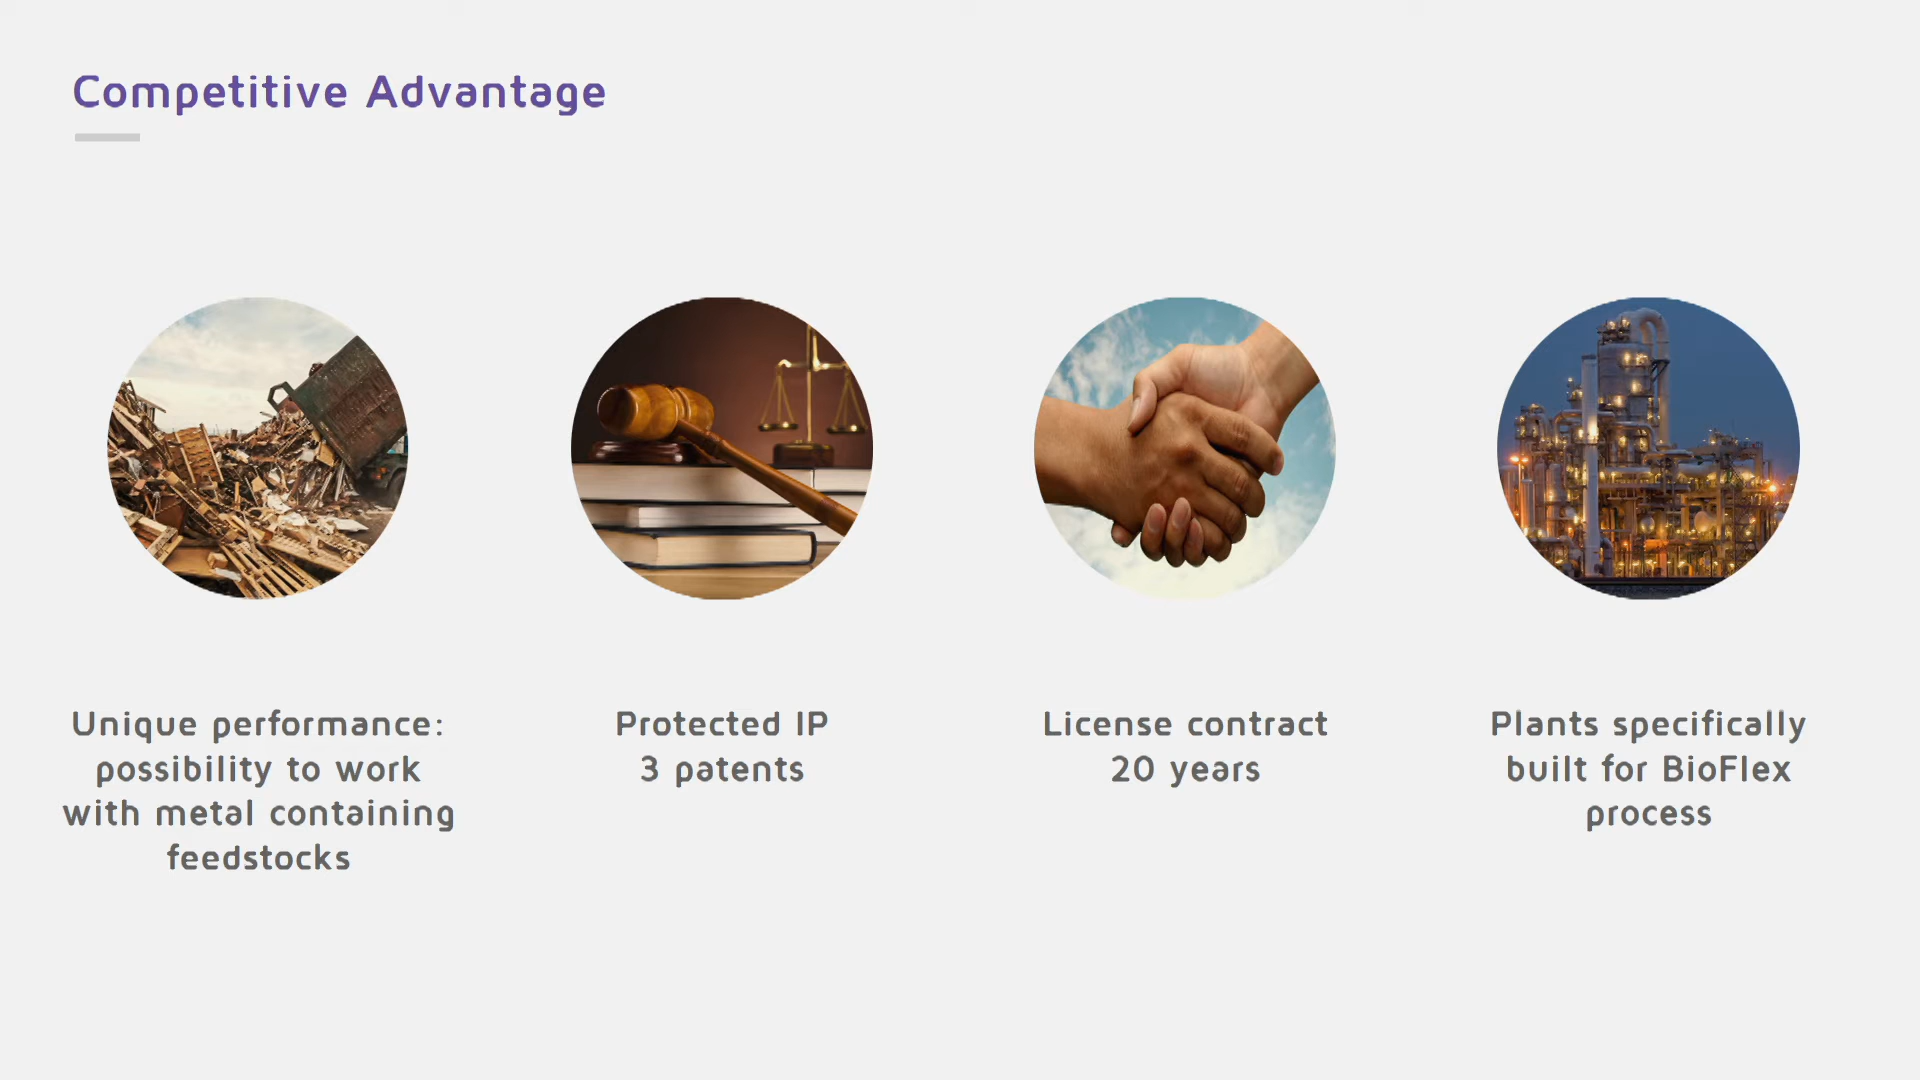 Competitive Advantage
Unique performance:
possibility to work
with metal containing
feedstocks
Protected IP
3 patents
License contract
20 years
Plants specifically
built for BioFlex
process